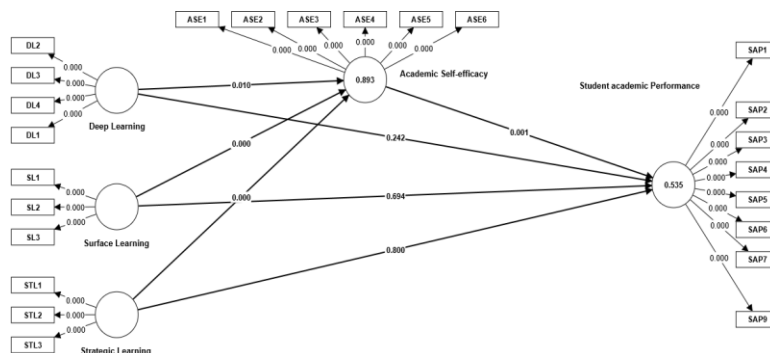 ASE1
ASE2
ASE3
ASE4
ASE5
ASE6
0.000
0.000
0.000
0.000
0.000
0.000
0.893
Academic Self-efficacy
DL2
DL3
DL4
DL1
0.000
0.000
0.000
0.000
Deep Learning
0.010
0.242
0.001
Student academic Performance
SL1
SL2
SL3
0.000
0.000
0.000
Surface Learning
0.000
0.694
STL1
STL2
STL3
0.000
0.000
0.000
Strategic Learning
0.000
0.800
0.535
SAP1
SAP2
SAP3
SAP4
SAP5
SAP6
SAP7
SAP9
0.000
0.000
0.000
0.000
0.000
0.000
0.000
0.000